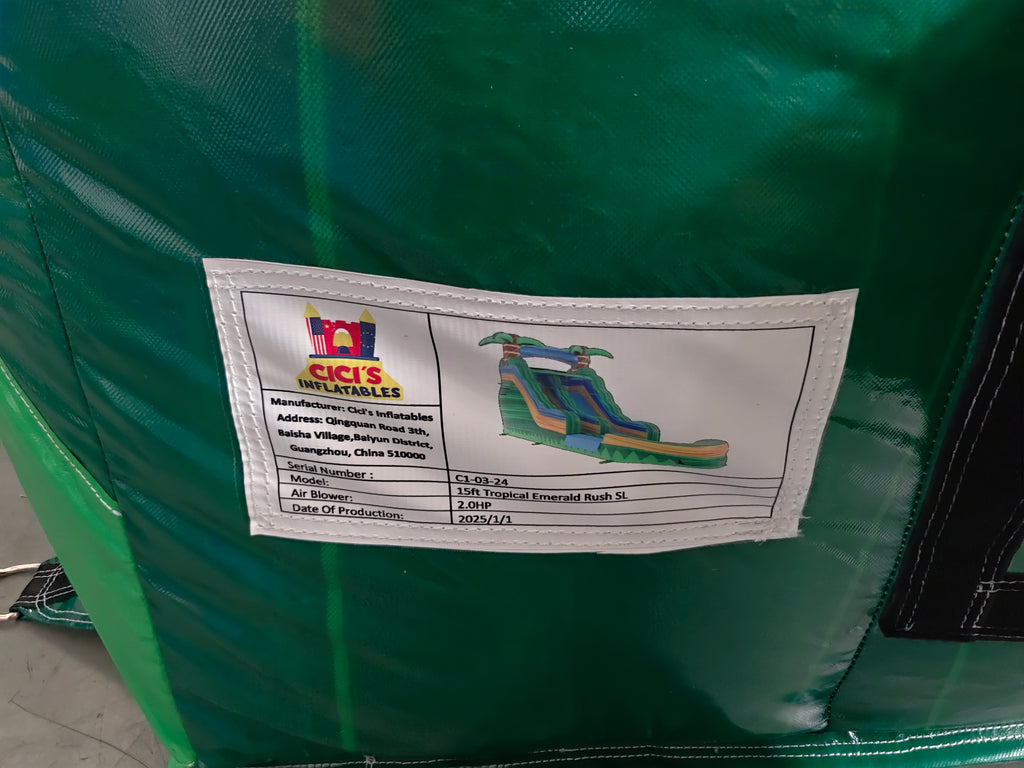 CICI'S
INFLATABLES
Manufacturer: Cici's Inflatables
Address: Qingquan Road 3th,
Baisha Village,Baiyun District,
Guangzhou, China 510000
Serial Number : C1-03-24
Model: 15ft Tropical Emerald Rush SL
Air Blower: 2.0HP
Date Of Production: 2025/1/1